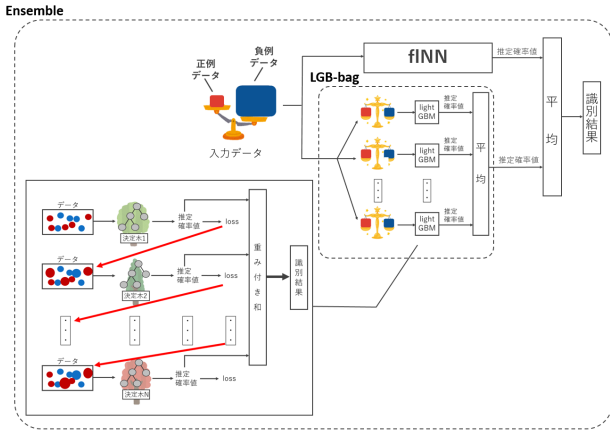 Ensemble
正例
データ
負例
データ
入力データ
flNN
推定確率値
LGB-bag
light
GBM
推定
確率値
light
GBM
推定
確率値
light
GBM
推定
確率値
平均
推定確率値
平均
識別結果
データ
決定木1
推定
確率値
loss
データ
決定木2
推定
確率値
loss
データ
決定木N
推定
確率値
loss
重み付き和
識別結果